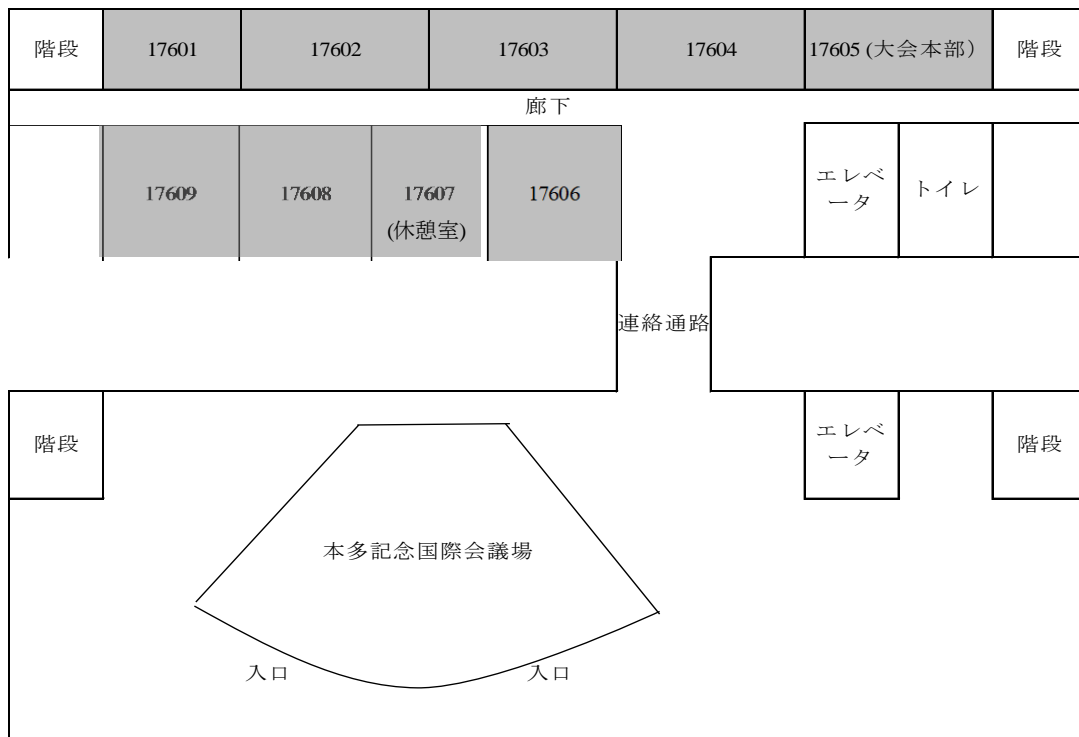 階段
17601
17602
17603
17604
17605 (大会本部）
階段
廊下
17609
17608
17607
(休憩室)
17606
エレベ
ータ
トイレ
連絡通路
階段
エレベ
ータ
階段
本多記念国際会議場
入口
入口